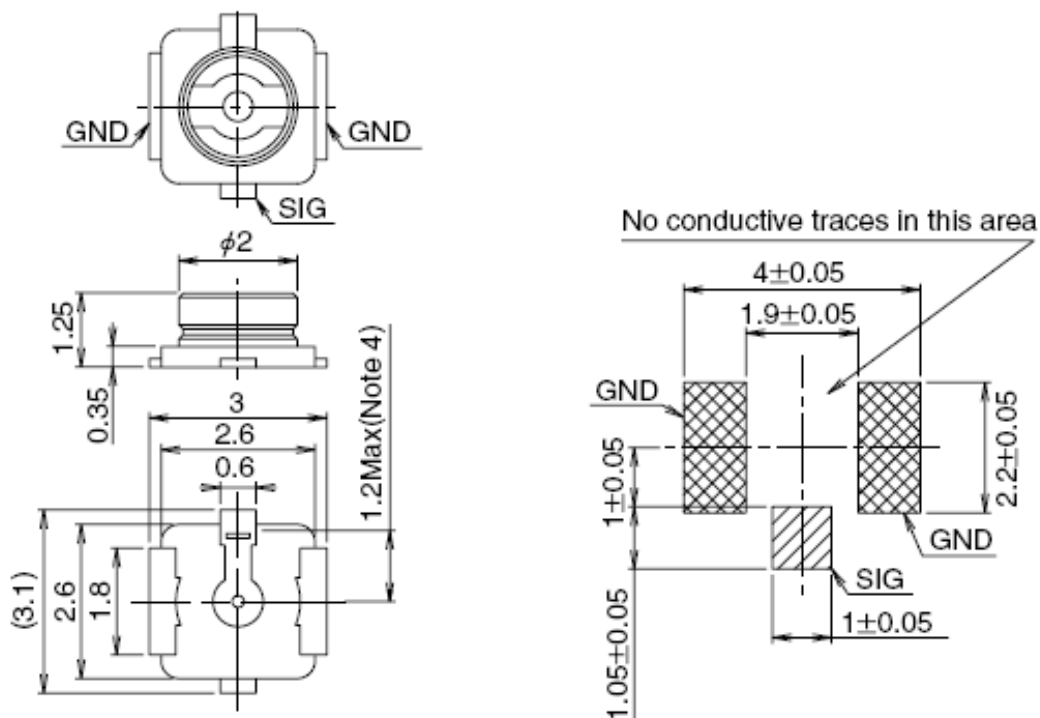 GND
GND
SIG
φ2
1.25
0.35
3
2.6
0.6
1.2Max(Note 4)
(3.1)
2.6
1.8
No conductive traces in this area
4±0.05
1.9±0.05
GND
2.2±0.05
1±0.05
GND
SIG
1±0.05
1.05±0.05